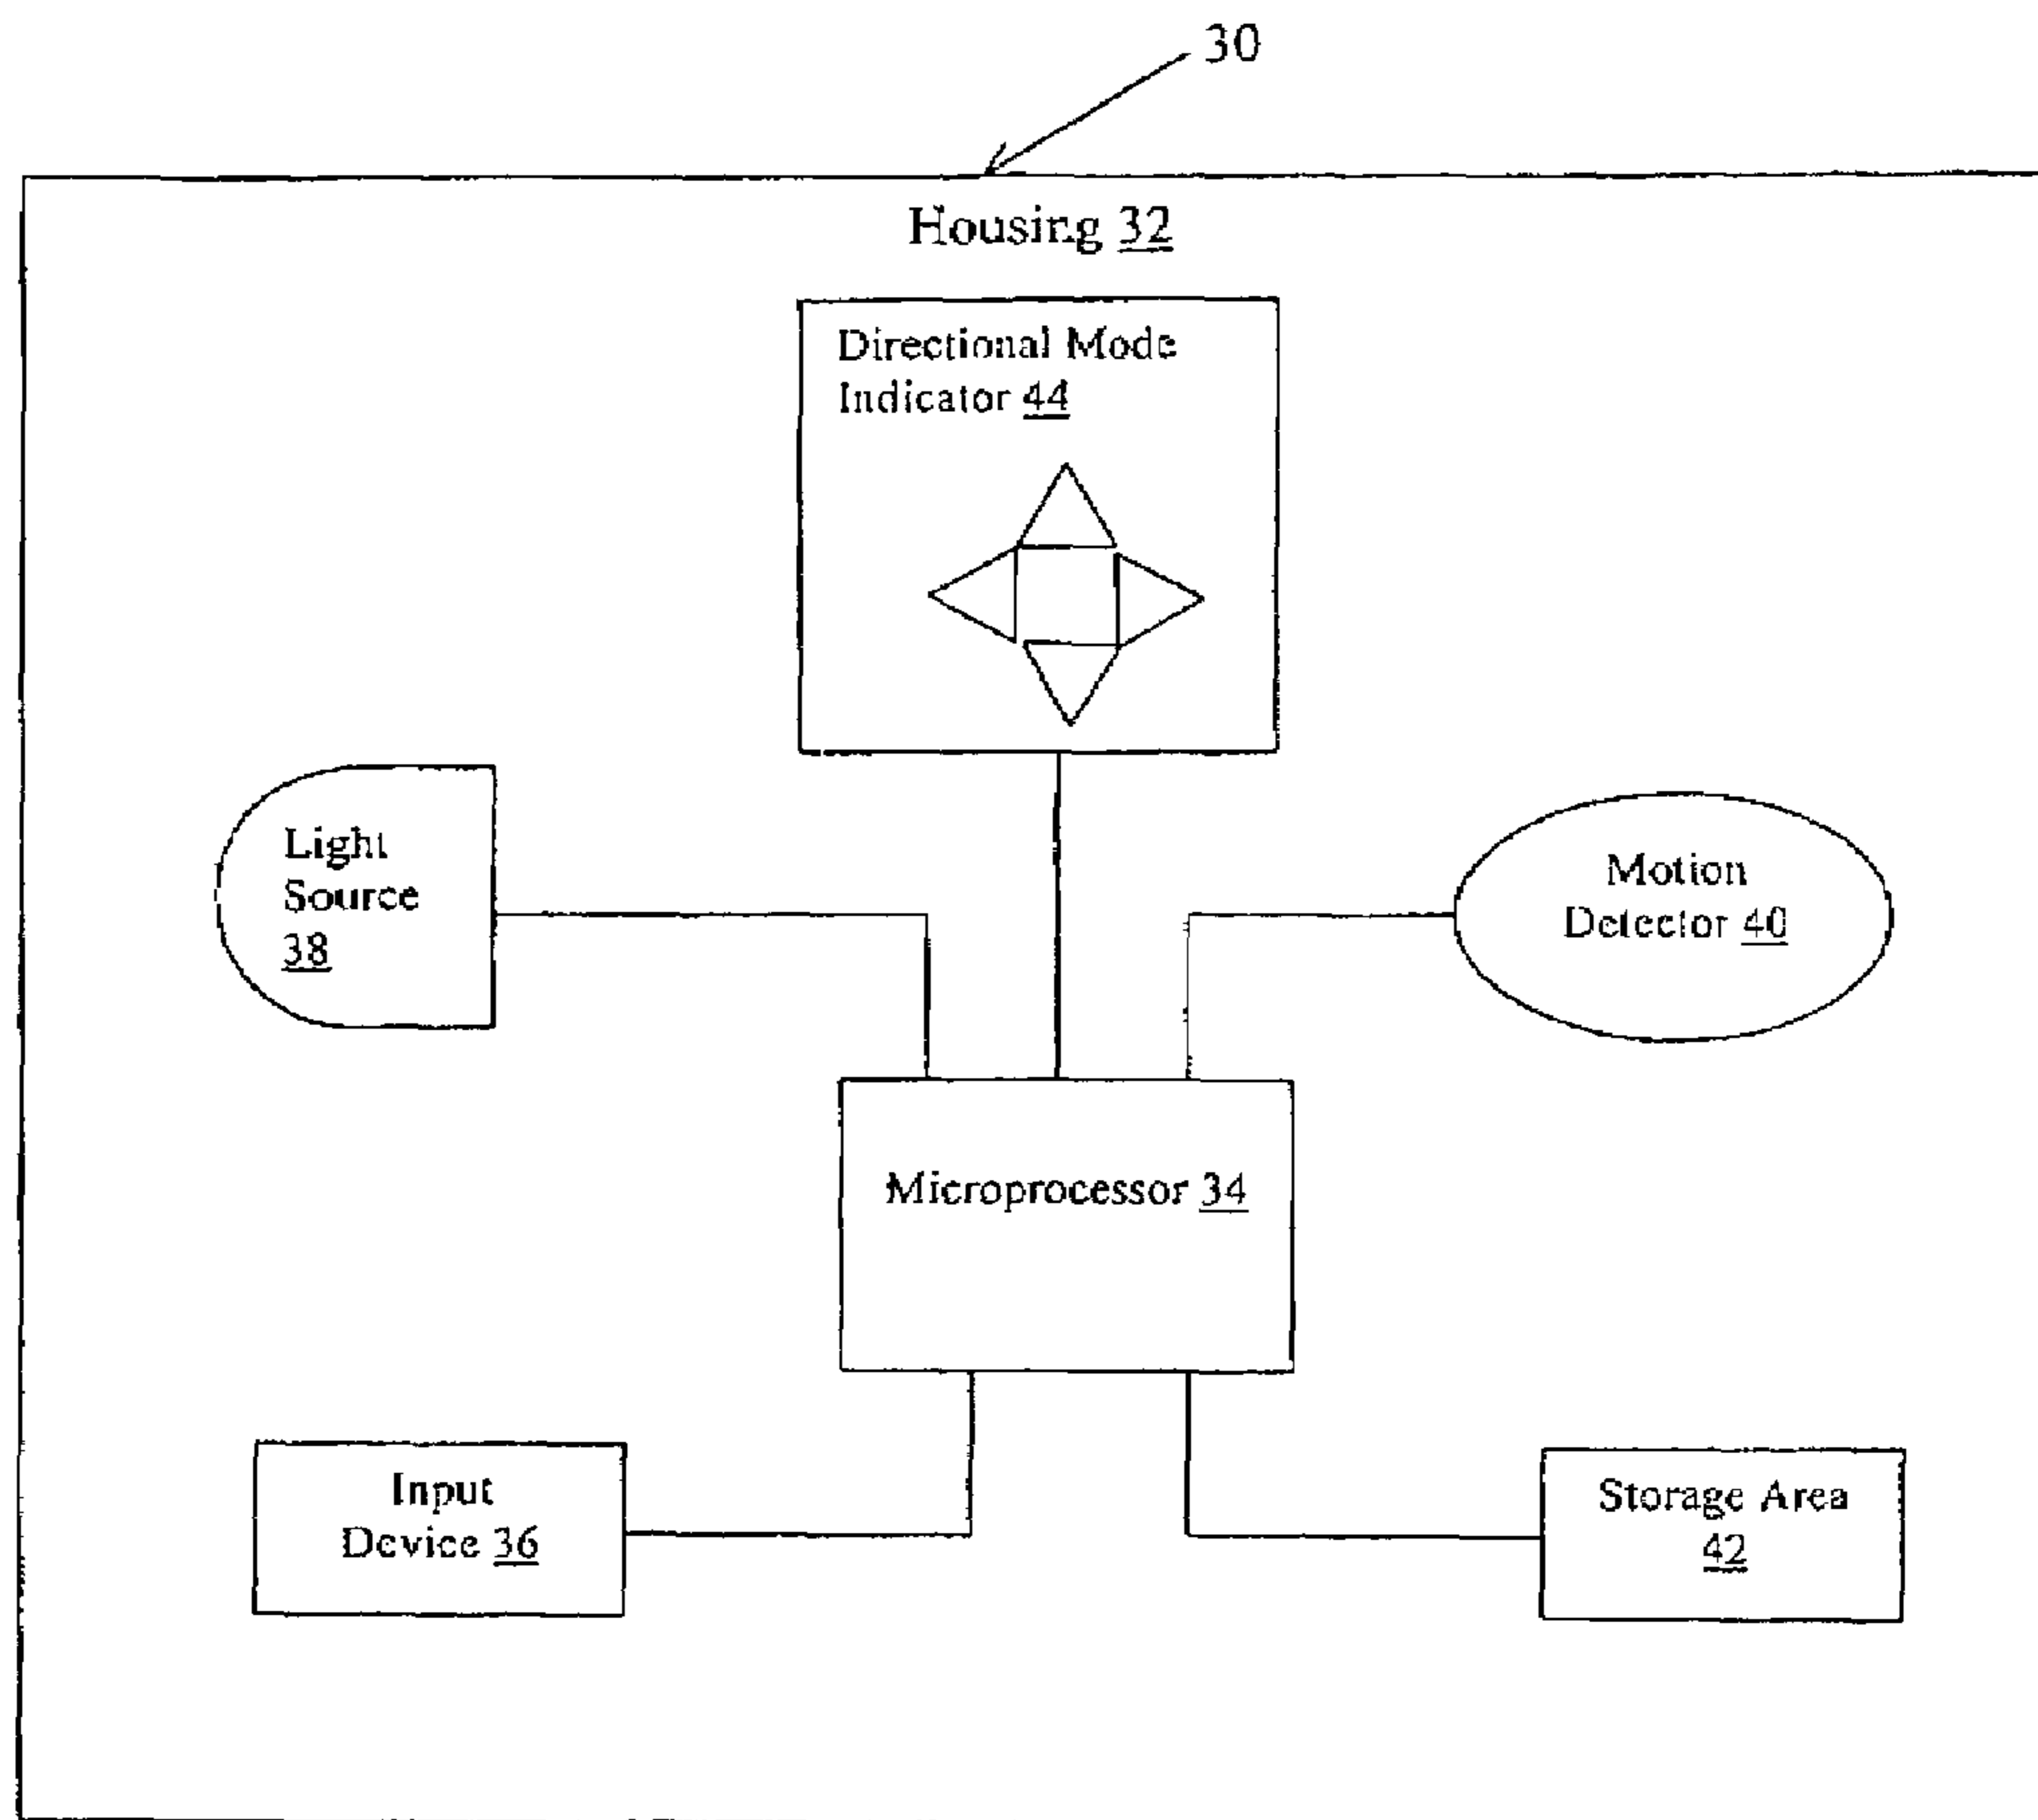 30
Housing 32
Directional Mode
Indicator 44
Light
Source
38
Motion
Detector 40
Microprocessor 34
Input
Device 36
Storage Area
42